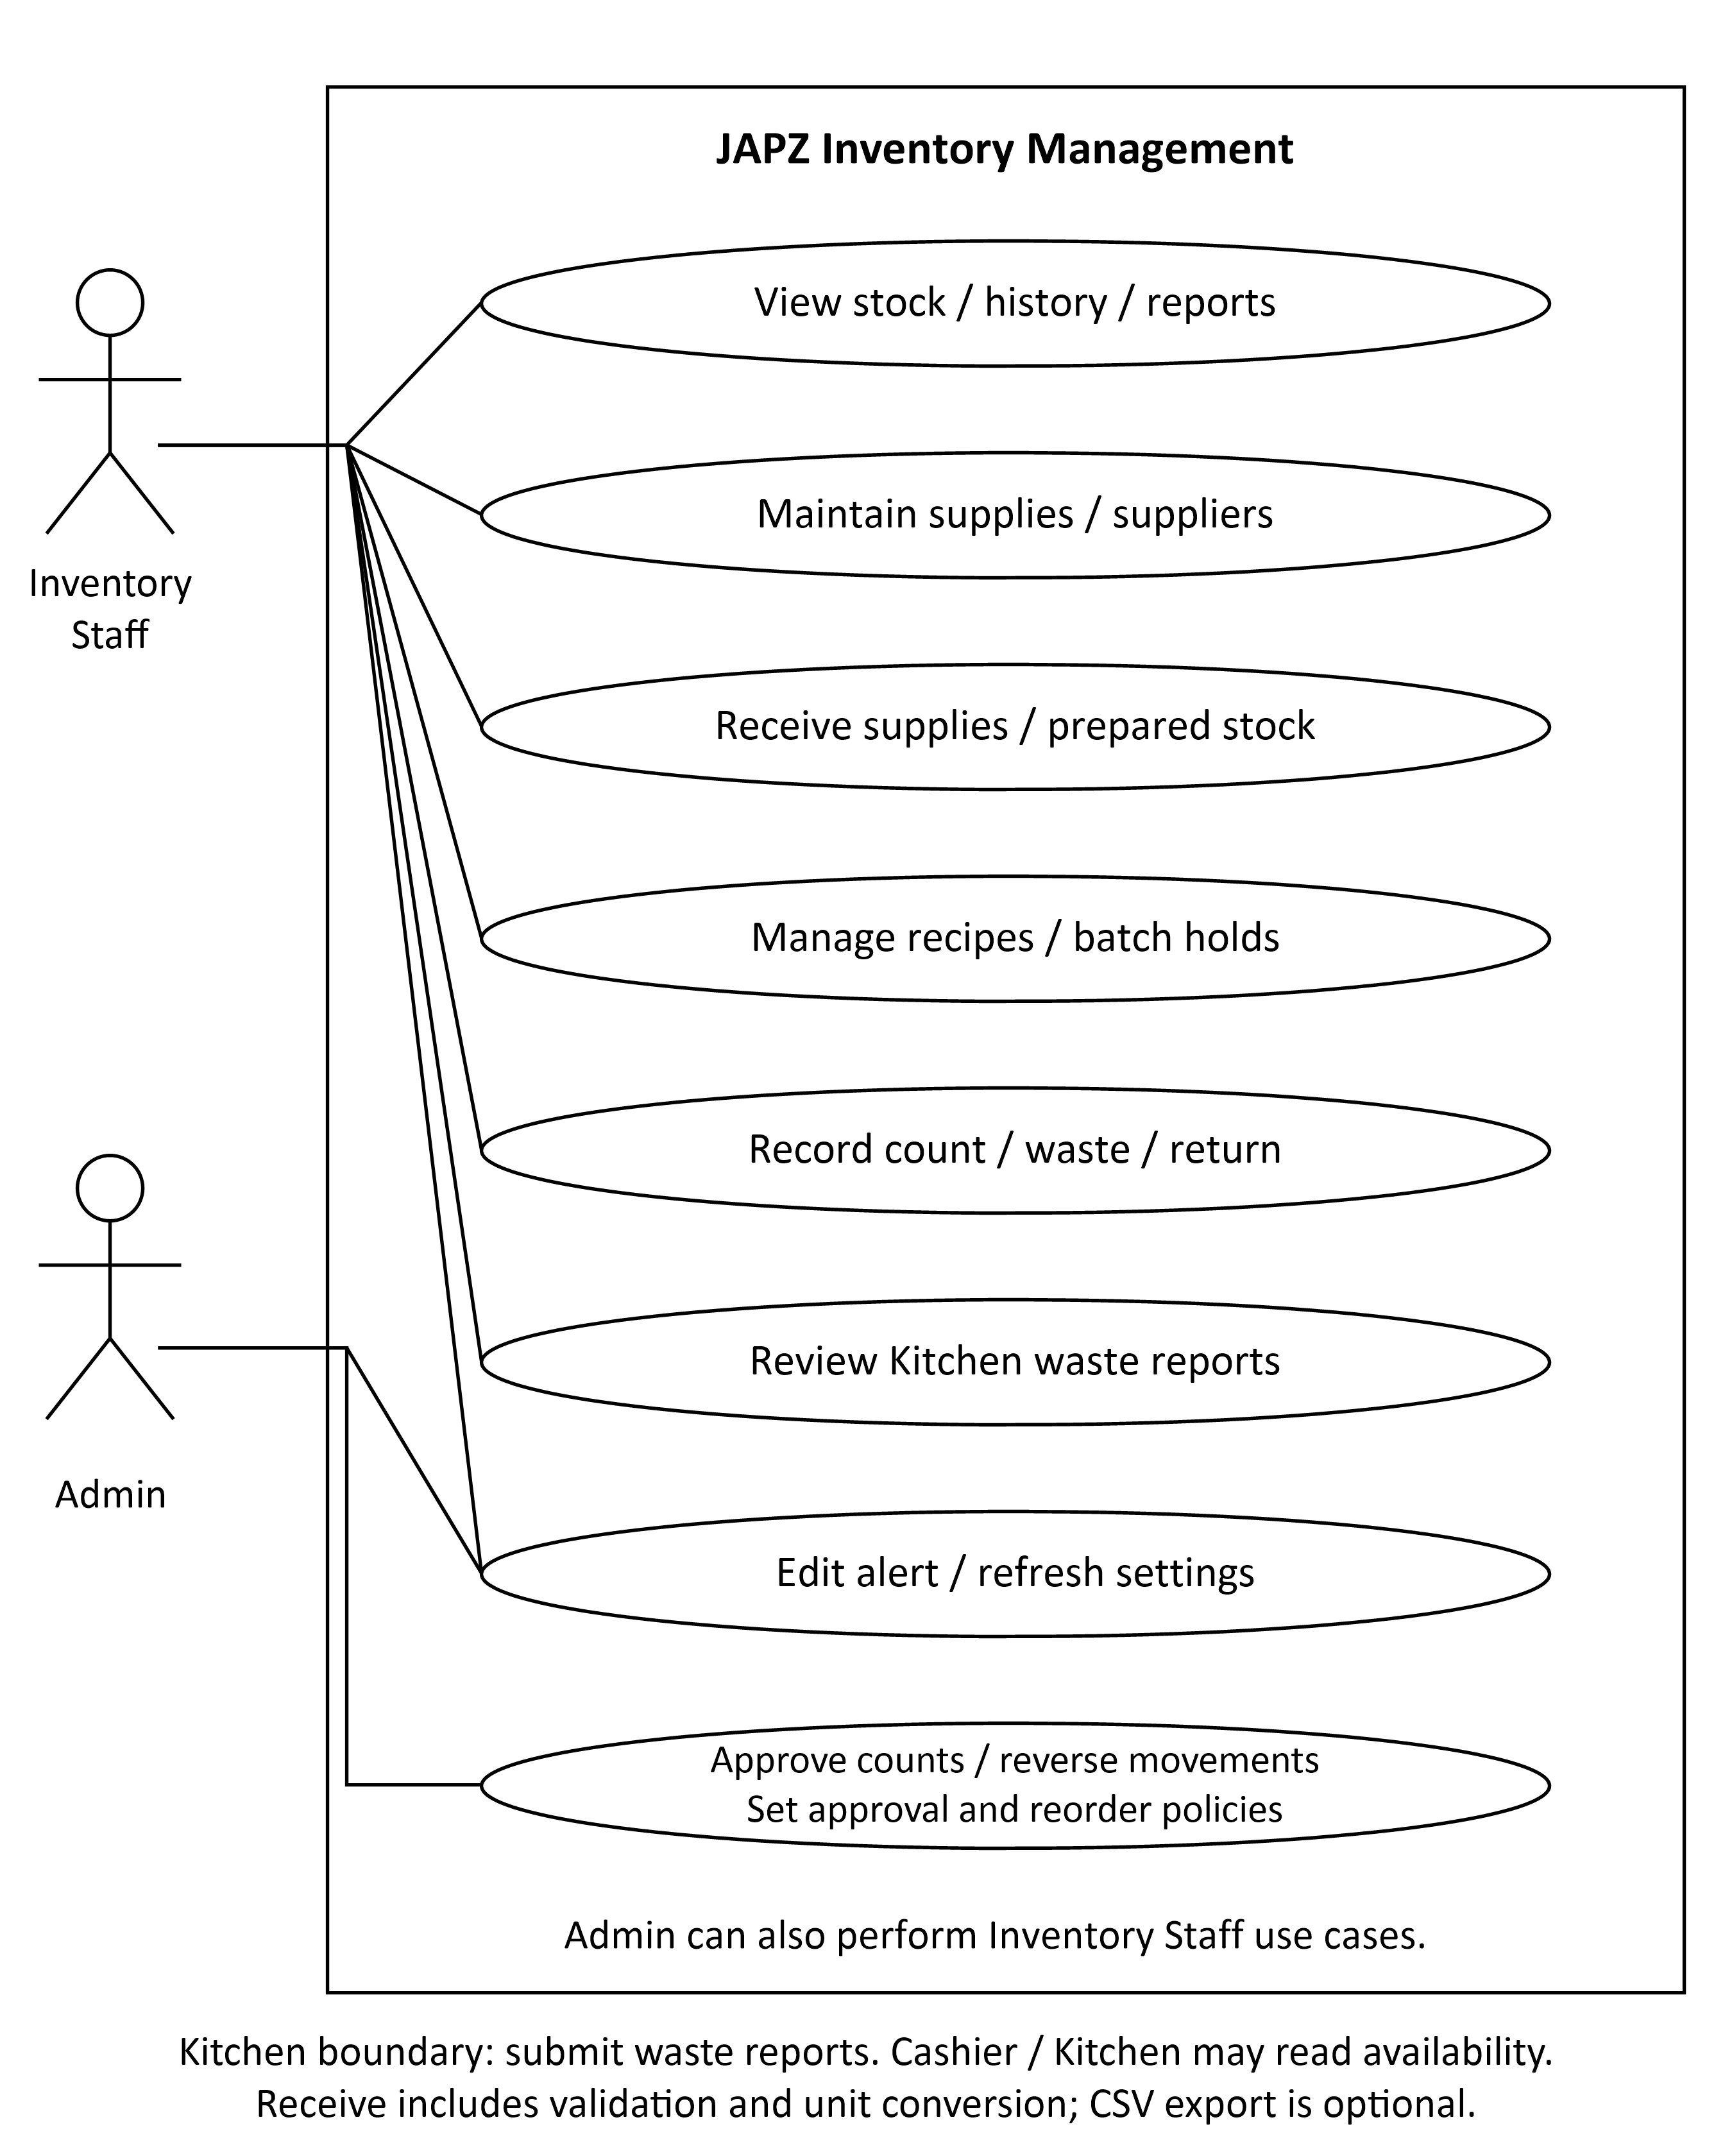 JAPZ Inventory Management
View stock / history / reports
Maintain supplies / suppliers
Inventory
Staff
Receive supplies / prepared stock
Manage recipes / batch holds
Record count / waste / return
Review Kitchen waste reports
Admin
Edit alert / refresh settings
Approve counts / reverse movements
Set approval and reorder policies
Admin can also perform Inventory Staff use cases.
Kitchen boundary: submit waste reports. Cashier / Kitchen may read availability.
Receive includes validation and unit conversion; CSV export is optional.